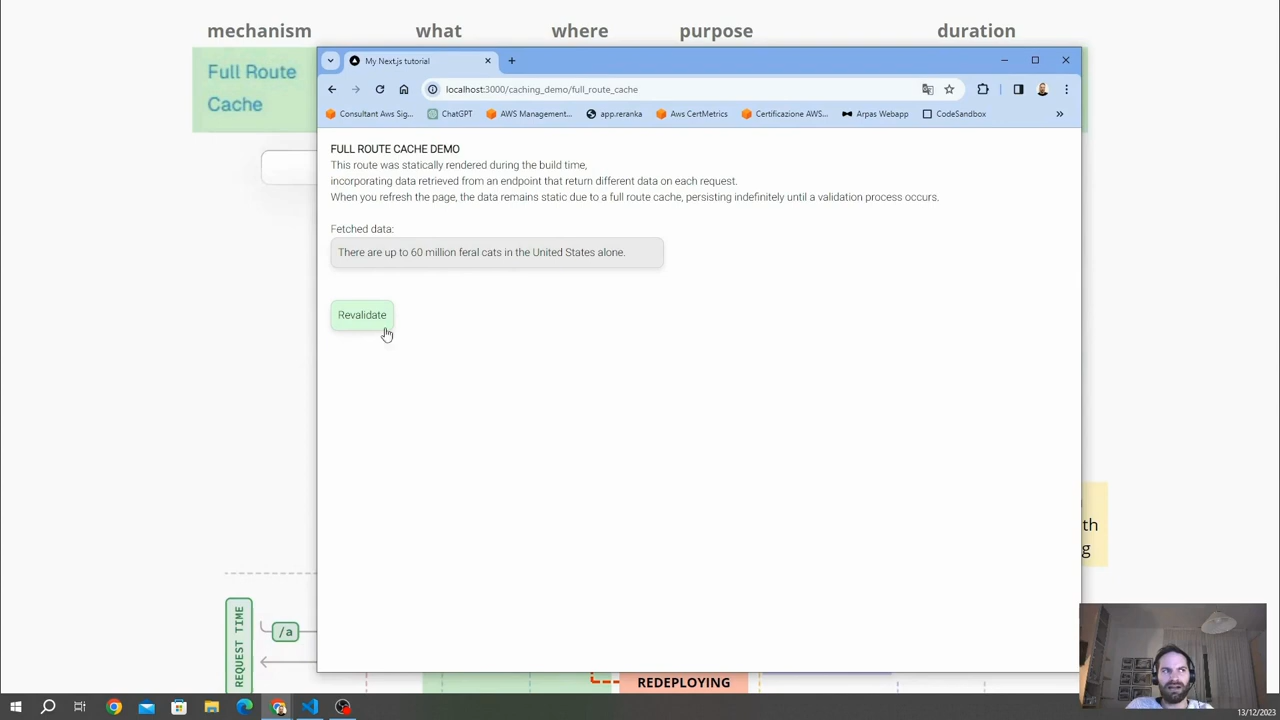 mechanism what where purpose duration
Full Route
Cache
My Next.js tutorial
localhost:3000/caching_demo/full_route_cache
Consultant Aws Sig... ChatGPT AWS Management... app.reranka Aws CertMetrics Certificazione AWS... Arpas Webapp CodeSandbox »
FULL ROUTE CACHE DEMO
This route was statically rendered during the build time,
incorporating data retrieved from an endpoint that return different data on each request.
When you refresh the page, the data remains static due to a full route cache, persisting indefinitely until a validation process occurs.
Fetched data:
There are up to 60 million feral cats in the United States alone.
Revalidate
th
g
REQUEST TIME
/a
REDEPLOYING
13/12/2023